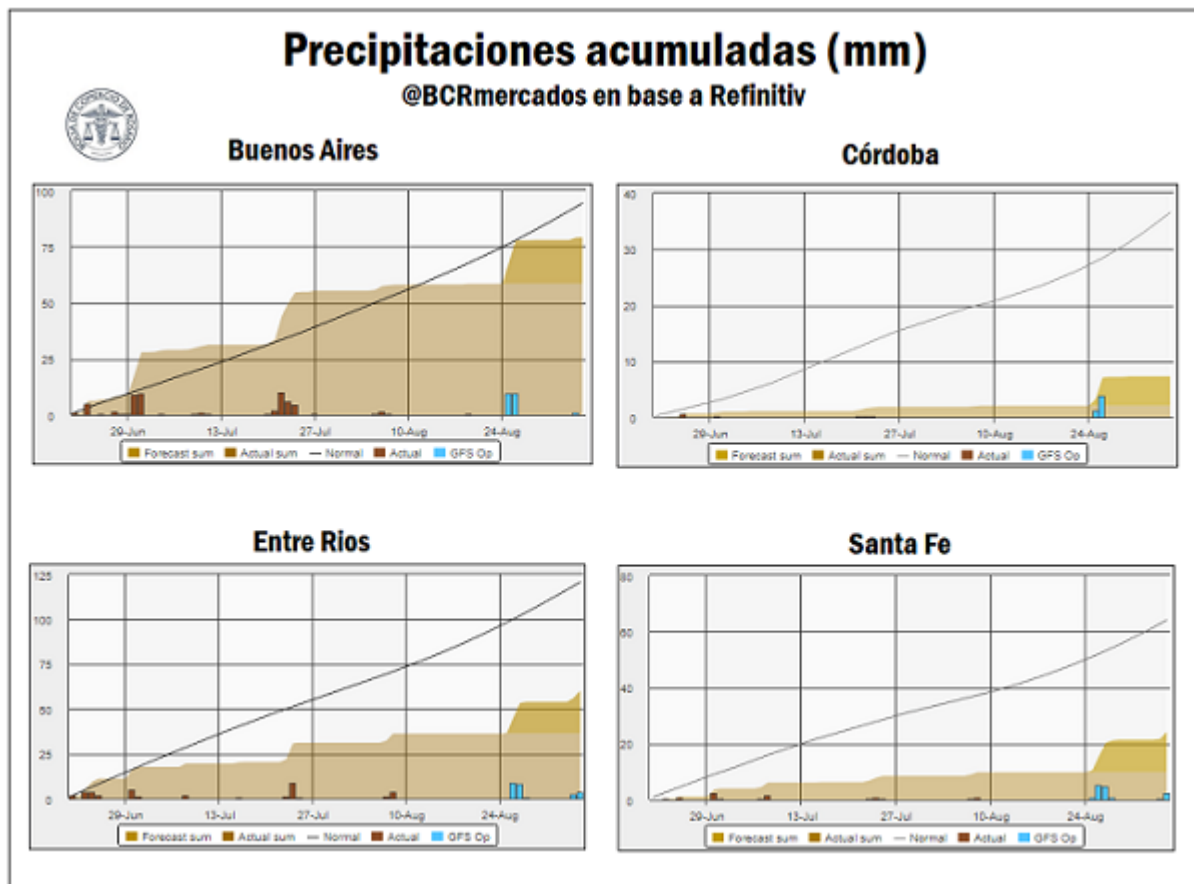 Precipitaciones acumuladas (mm)
@BCRmercados en base a Refinitiv
BOLSA DE COMERCIO DE ROSARIO
Buenos Aires
100
75
50
25
0
29-Jun 13-Jul 27-Jul 10-Aug 24-Aug
Forecast sum Actual sum Normal Actual GFS Op
Córdoba
40
30
20
10
0
29-Jun 13-Jul 27-Jul 10-Aug 24-Aug
Forecast sum Actual sum Normal Actual GFS Op
Entre Rios
125
100
75
50
25
0
29-Jun 13-Jul 27-Jul 10-Aug 24-Aug
Forecast sum Actual sum Normal Actual GFS Op
Santa Fe
80
60
40
20
0
29-Jun 13-Jul 27-Jul 10-Aug 24-Aug
Forecast sum Actual sum Normal Actual GFS Op